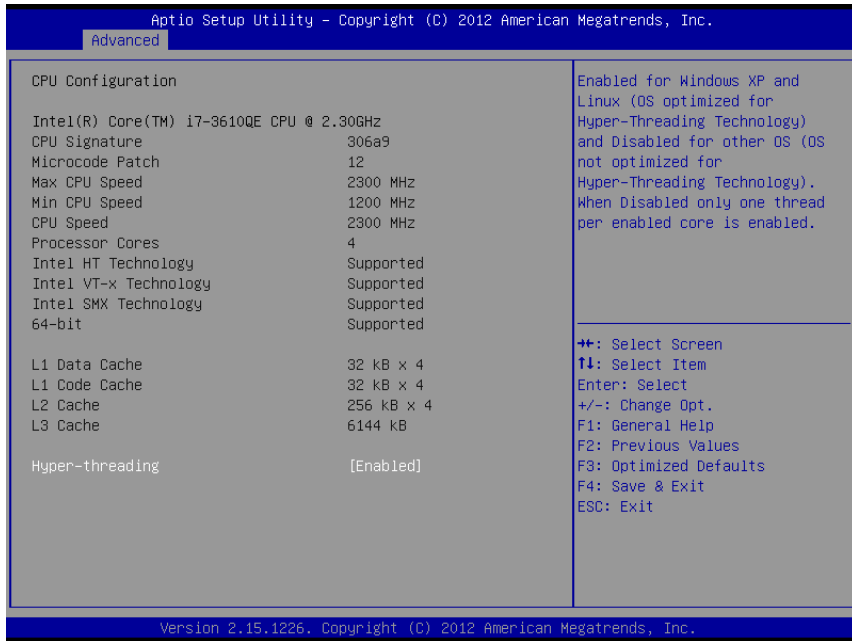 Aptio Setup Utility – Copyright (C) 2012 American Megatrends, Inc.
Advanced
CPU Configuration
Intel(R) Core(TM) i7-3610QE CPU @ 2.30GHz
CPU Signature 306a9
Microcode Patch 12
Max CPU Speed 2300 MHz
Min CPU Speed 1200 MHz
CPU Speed 2300 MHz
Processor Cores 4
Intel HT Technology Supported
Intel VT-x Technology Supported
Intel SMX Technology Supported
64-bit Supported
L1 Data Cache 32 kB x 4
L1 Code Cache 32 kB x 4
L2 Cache 256 kB x 4
L3 Cache 6144 kB
Hyper-threading [Enabled]
Enabled for Windows XP and
Linux (OS optimized for
Hyper-Threading Technology)
and Disabled for other OS (OS
not optimized for
Hyper-Threading Technology).
When Disabled only one thread
per enabled core is enabled.
→←: Select Screen
↑↓: Select Item
Enter: Select
+/-: Change Opt.
F1: General Help
F2: Previous Values
F3: Optimized Defaults
F4: Save & Exit
ESC: Exit
Version 2.15.1226. Copyright (C) 2012 American Megatrends, Inc.